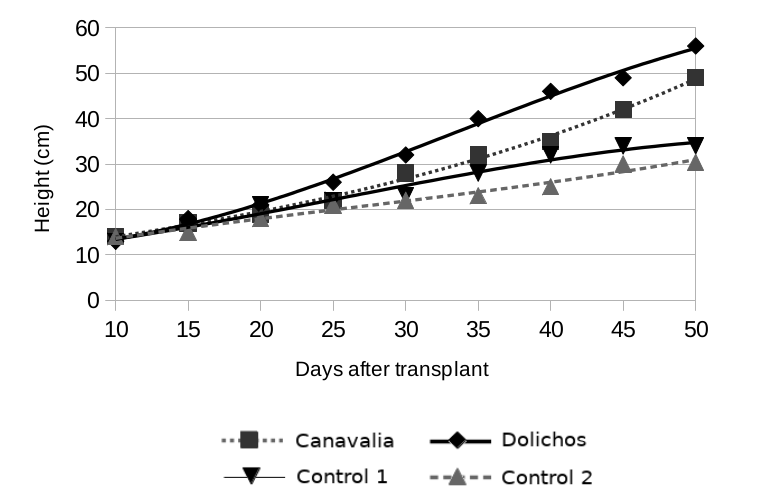 60
50
40
30
20
10
0
Height (cm)
10 15 20 25 30 35 40 45 50
Days after transplant
Canavalia Dolichos
Control 1 Control 2